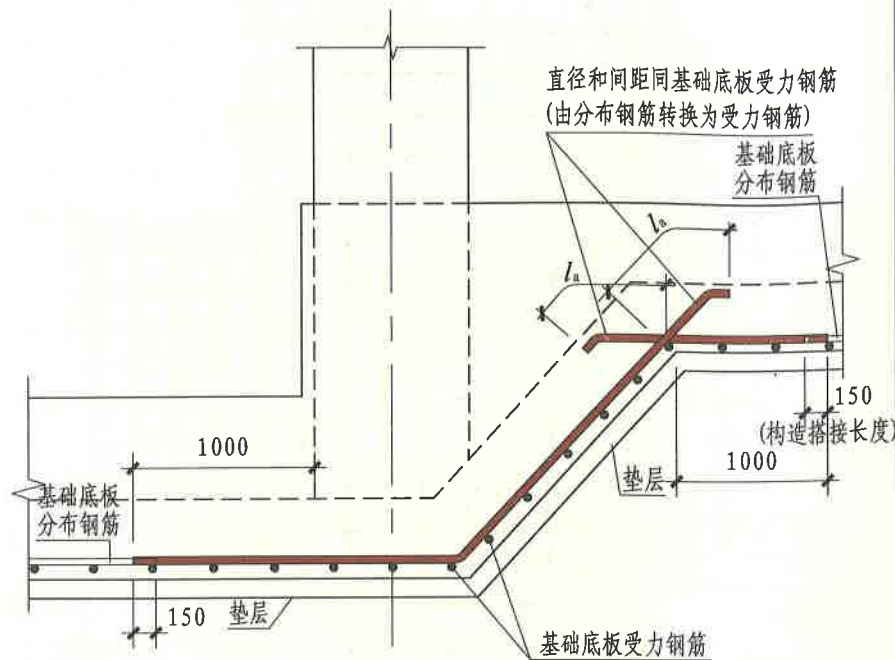 直径和间距同基础底板受力钢筋
(由分布钢筋转换为受力钢筋)
基础底板
分布钢筋
la
la
150
(构造搭接长度)
1000
1000
垫层
基础底板
分布钢筋
150
垫层
基础底板受力钢筋